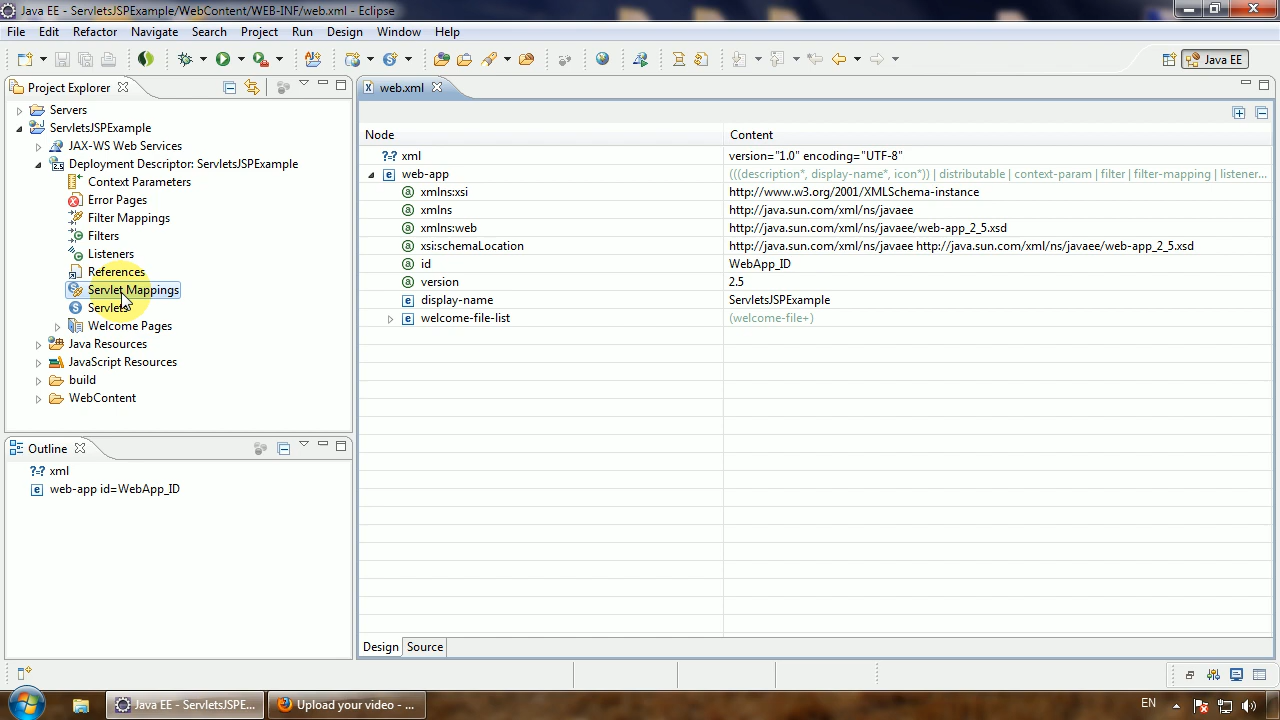 Java EE - ServletsJSPExample/WebContent/WEB-INF/web.xml - Eclipse
File Edit Refactor Navigate Search Project Run Design Window Help
Java EE
Project Explorer
Servers
ServletsJSPExample
JAX-WS Web Services
Deployment Descriptor: ServletsJSPExample
Context Parameters
Error Pages
Filter Mappings
Filters
Listeners
References
Servlet Mappings
Servlets
Welcome Pages
Java Resources
JavaScript Resources
build
WebContent
Outline
?-? xml
web-app id=WebApp_ID
web.xml
Node Content
?-? xml version="1.0" encoding="UTF-8"
web-app (((description*, display-name*, icon*)) | distributable | context-param | filter | filter-mapping | listener...
xmlns:xsi http://www.w3.org/2001/XMLSchema-instance
xmlns http://java.sun.com/xml/ns/javaee
xmlns:web http://java.sun.com/xml/ns/javaee/web-app_2_5.xsd
xsi:schemaLocation http://java.sun.com/xml/ns/javaee http://java.sun.com/xml/ns/javaee/web-app_2_5.xsd
id WebApp_ID
version 2.5
display-name ServletsJSPExample
welcome-file-list (welcome-file+)
Design Source
Java EE - ServletsJSPE... Upload your video - ... EN